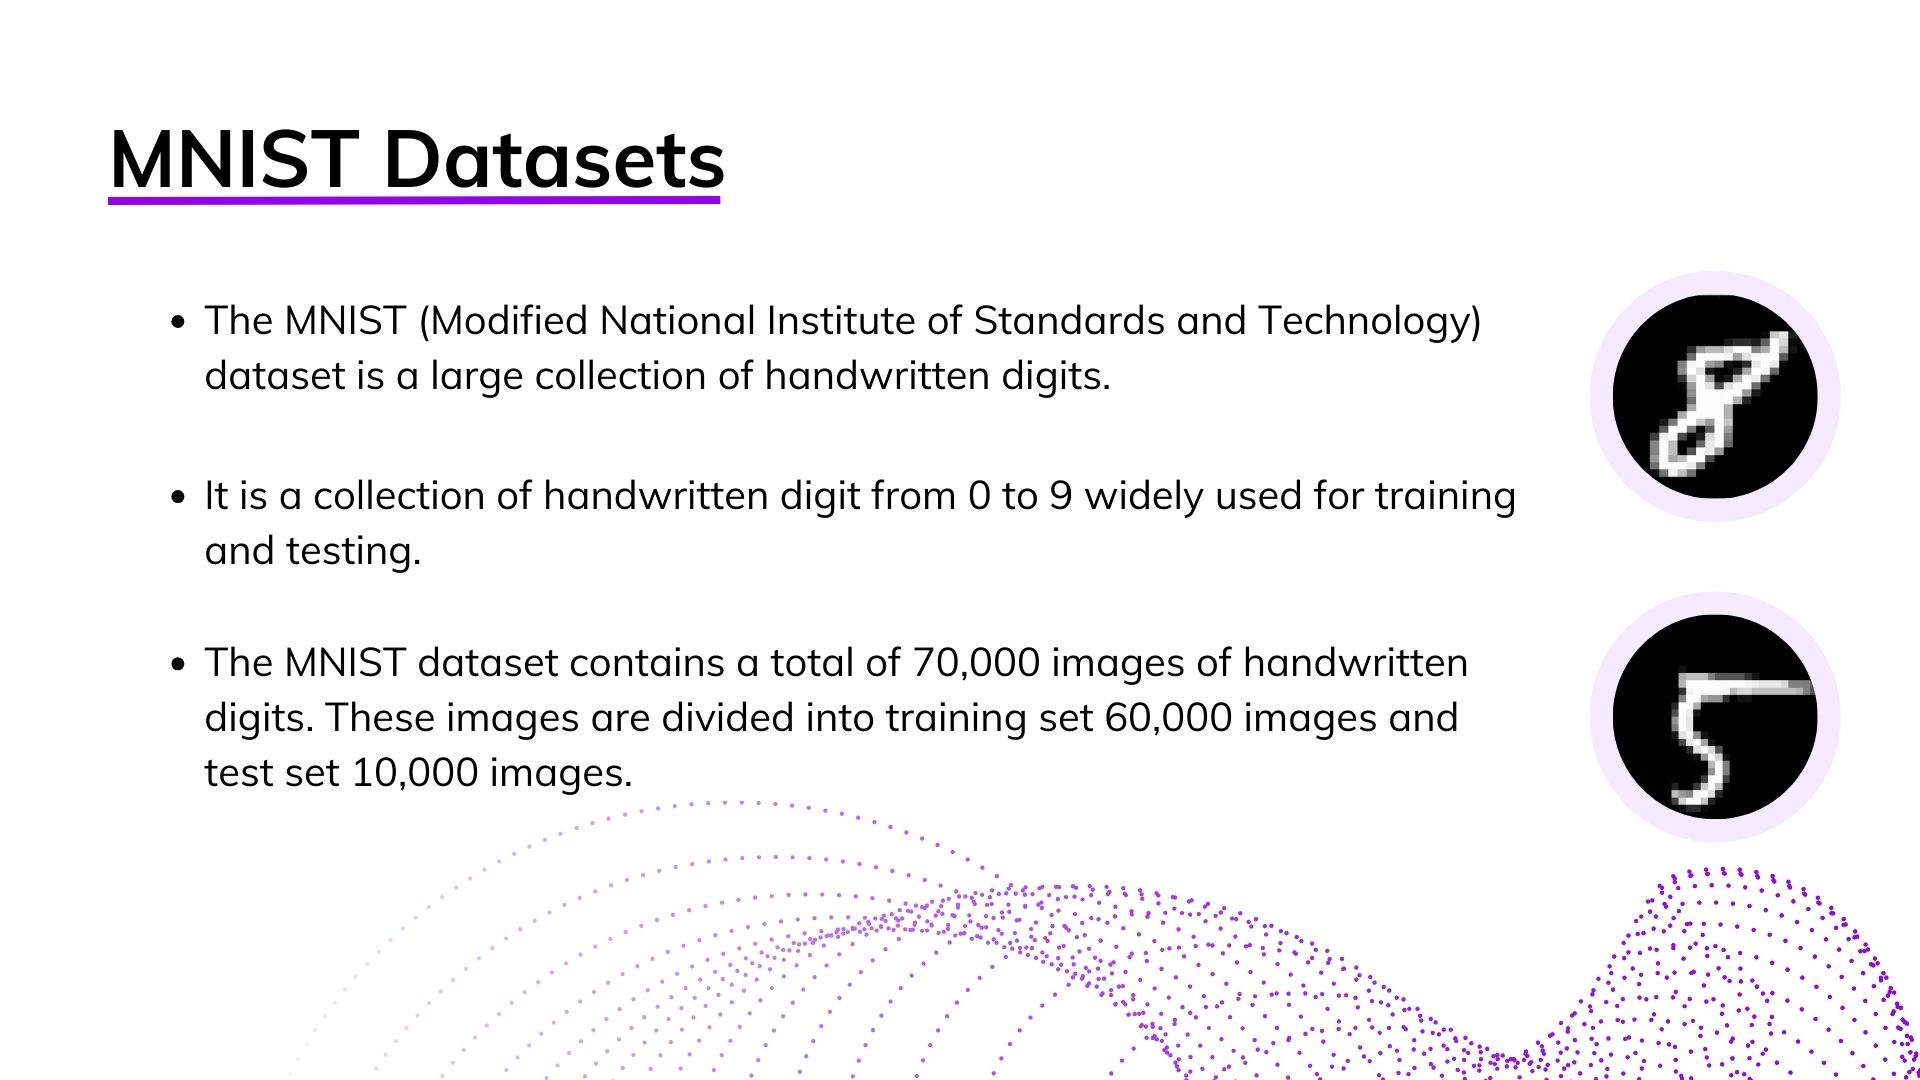 MNIST Datasets
• The MNIST (Modified National Institute of Standards and Technology)
dataset is a large collection of handwritten digits.
• It is a collection of handwritten digit from 0 to 9 widely used for training
and testing.
• The MNIST dataset contains a total of 70,000 images of handwritten
digits. These images are divided into training set 60,000 images and
test set 10,000 images.
8
5